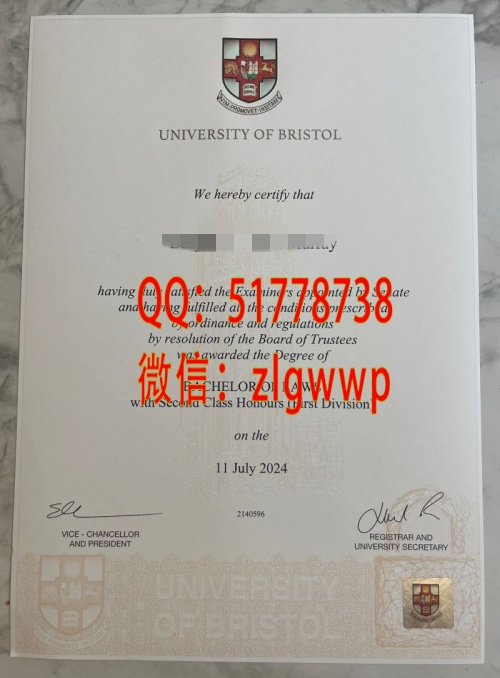 UNIVERSITY OF BRISTOL
We hereby certify that
having duly satisfied the Examiners appointed by Senate
and having fulfilled all the conditions prescribed
by ordinance and regulations
by resolution of the Board of Trustees
was awarded the Degree of
BACHELOR OF LAWS
with Second Class Honours (First Division)
on the
11 July 2024
QQ：51778738
微信：zlgwwp
2140596
VICE - CHANCELLOR
AND PRESIDENT
REGISTRAR AND
UNIVERSITY SECRETARY
UNIVERSITY
OF BRISTOL